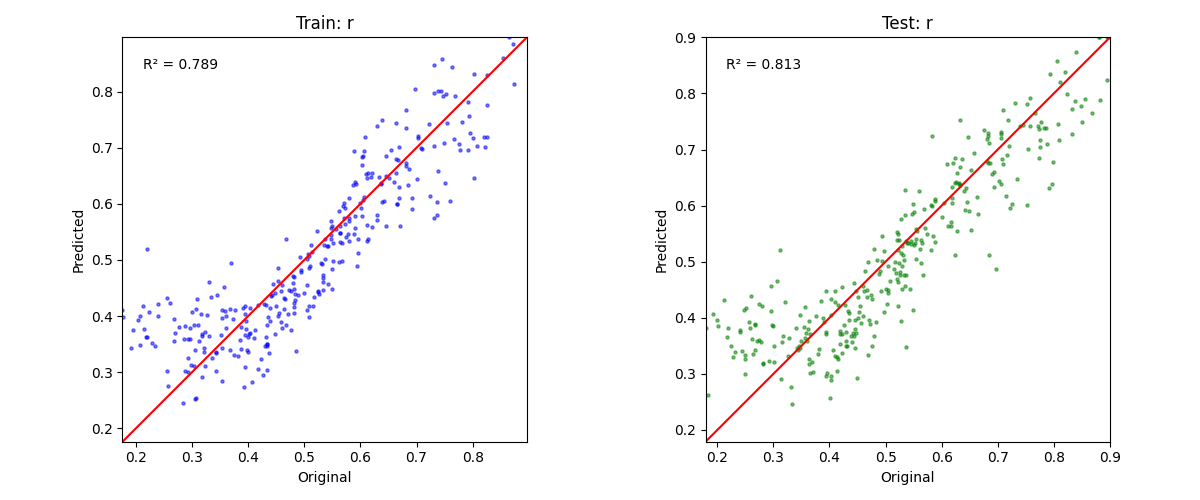 Train: r
R² = 0.789
Predicted
0.8
0.7
0.6
0.5
0.4
0.3
0.2
0.2 0.3 0.4 0.5 0.6 0.7 0.8
Original
Test: r
R² = 0.813
Predicted
0.9
0.8
0.7
0.6
0.5
0.4
0.3
0.2
0.2 0.3 0.4 0.5 0.6 0.7 0.8 0.9
Original